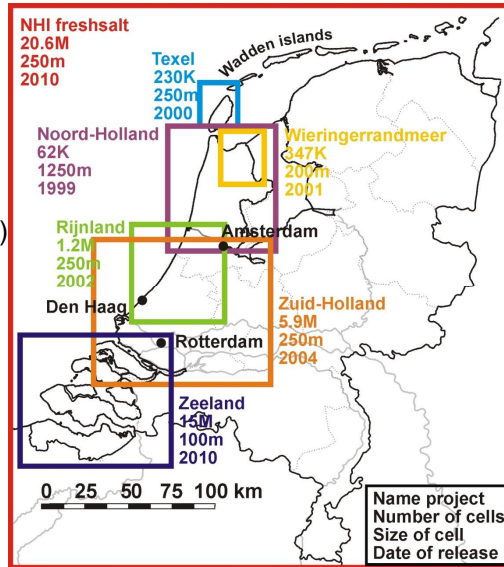 NHI freshsalt
20.6M
250m
2010
Wadden islands
Texel
230K
250m
2000
Noord-Holland
62K
1250m
1999
Wieringerrandmeer
347K
200m
2001
)
Rijnland
1.2M
250m
2002
Amsterdam
Den Haag
Zuid-Holland
5.9M
250m
2004
Rotterdam
Zeeland
15M
100m
2010
0 25 50 75 100 km
Name project
Number of cells
Size of cell
Date of release